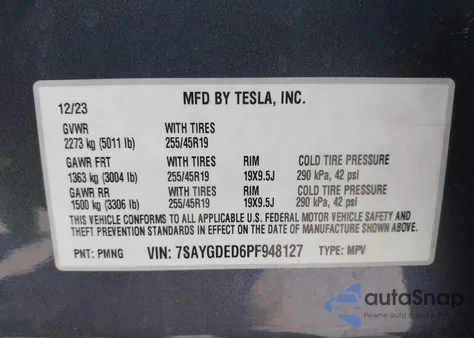 MFD BY TESLA, INC.
12/23
GVWR WITH TIRES
2273 kg (5011 lb) 255/45R19
GAWR FRT WITH TIRES RIM COLD TIRE PRESSURE
1363 kg (3004 lb) 255/45R19 19X9.5J 290 kPa, 42 psi
GAWR RR WITH TIRES RIM COLD TIRE PRESSURE
1500 kg (3306 lb) 255/45R19 19X9.5J 290 kPa, 42 psi
THIS VEHICLE CONFORMS TO ALL APPLICABLE U.S. FEDERAL MOTOR VEHICLE SAFETY AND
THEFT PREVENTION STANDARDS IN EFFECT ON THE DATE OF MANUFACTURE SHOWN ABOVE.
PNT: PMNG VIN: 7SAYGDED6PF948127 TYPE: MPV
autoSnap
Pewne auta